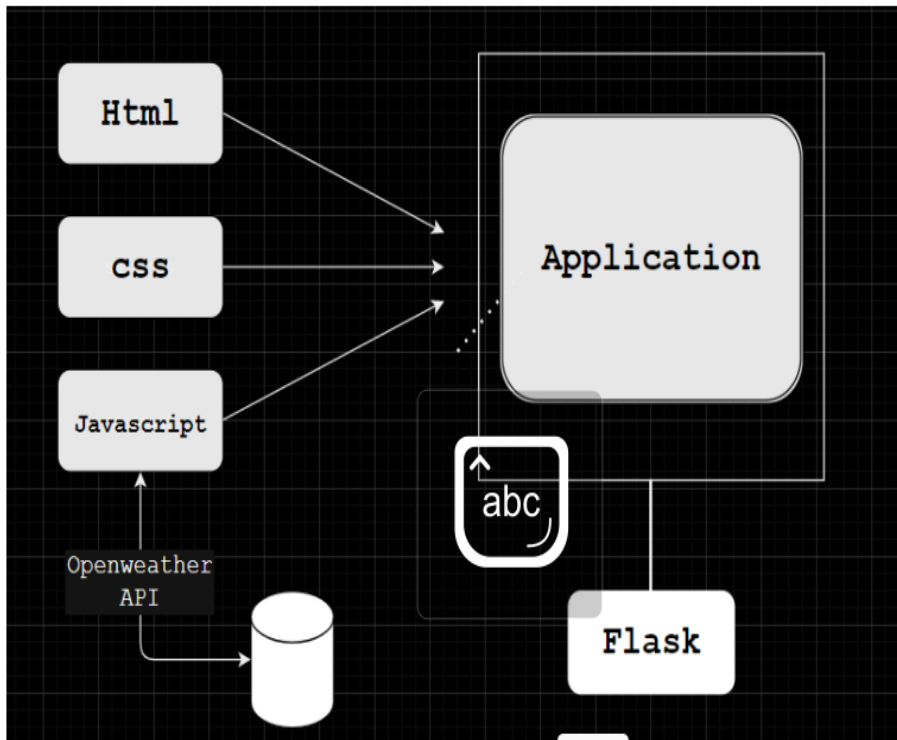 Html
css
Javascript
Openweather
API
Application
abc
Flask